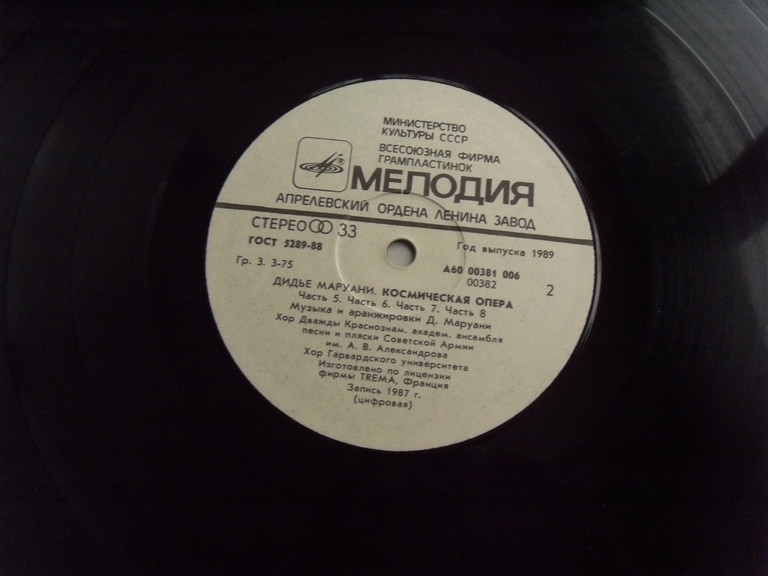 МИНИСТЕРСТВО
КУЛЬТУРЫ СССР
ВСЕСОЮЗНАЯ ФИРМА
ГРАМПЛАСТИНОК
®
МЕЛОДИЯ
АПРЕЛЕВСКИЙ ОРДЕНА ЛЕНИНА ЗАВОД
СТЕРЕО 33
ГОСТ 5289-88
Год выпуска 1989
Гр. 3. 3-75
А60 00381 006
00382
2
ДИДЬЕ МАРУАНИ. КОСМИЧЕСКАЯ ОПЕРА
Часть 5. Часть 6. Часть 7. Часть 8
Музыка и аранжировки Д. Маруани
Хор Дважды Краснознам. академ. ансамбля
песни и пляски Советской Армии
им. А. В. Александрова
Хор Гарвардского университета
Изготовлено по лицензии
фирмы TREMA, Франция
Запись 1987 г.
(цифровая)